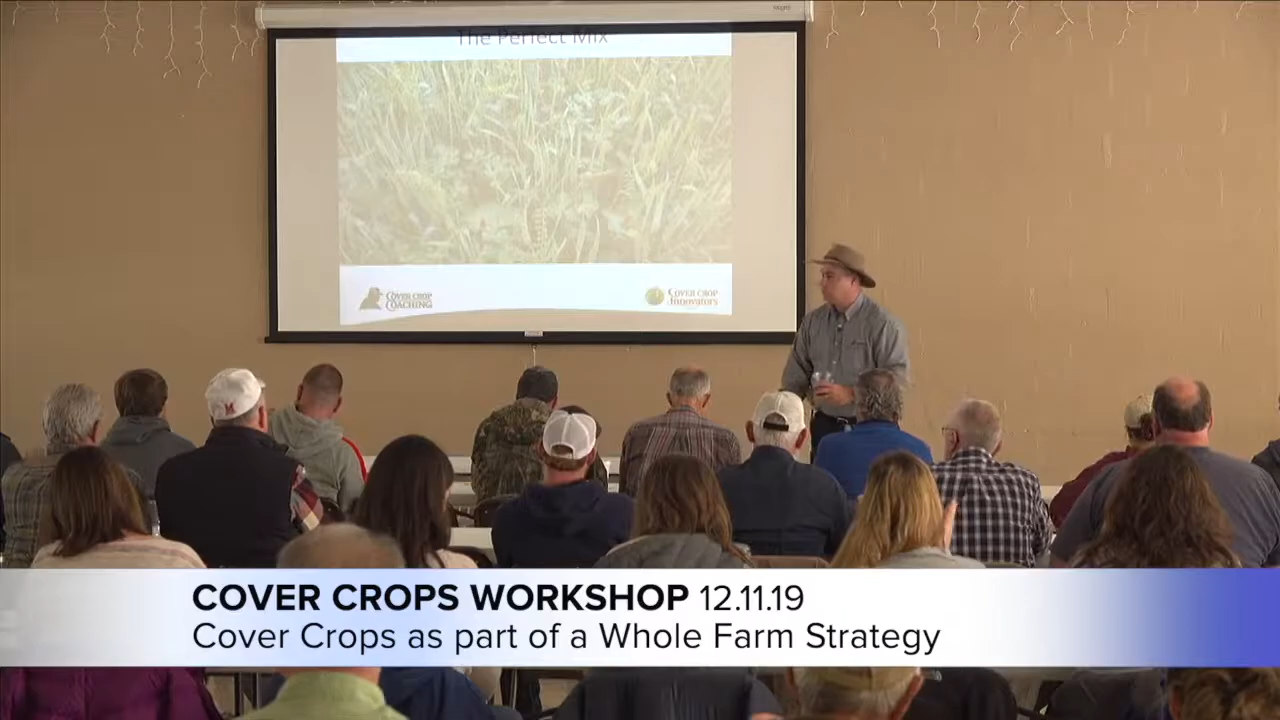 The Perfect Mix
COVER CROP
COACHING
COVER CROP
Innovators
COVER CROPS WORKSHOP 12.11.19
Cover Crops as part of a Whole Farm Strategy